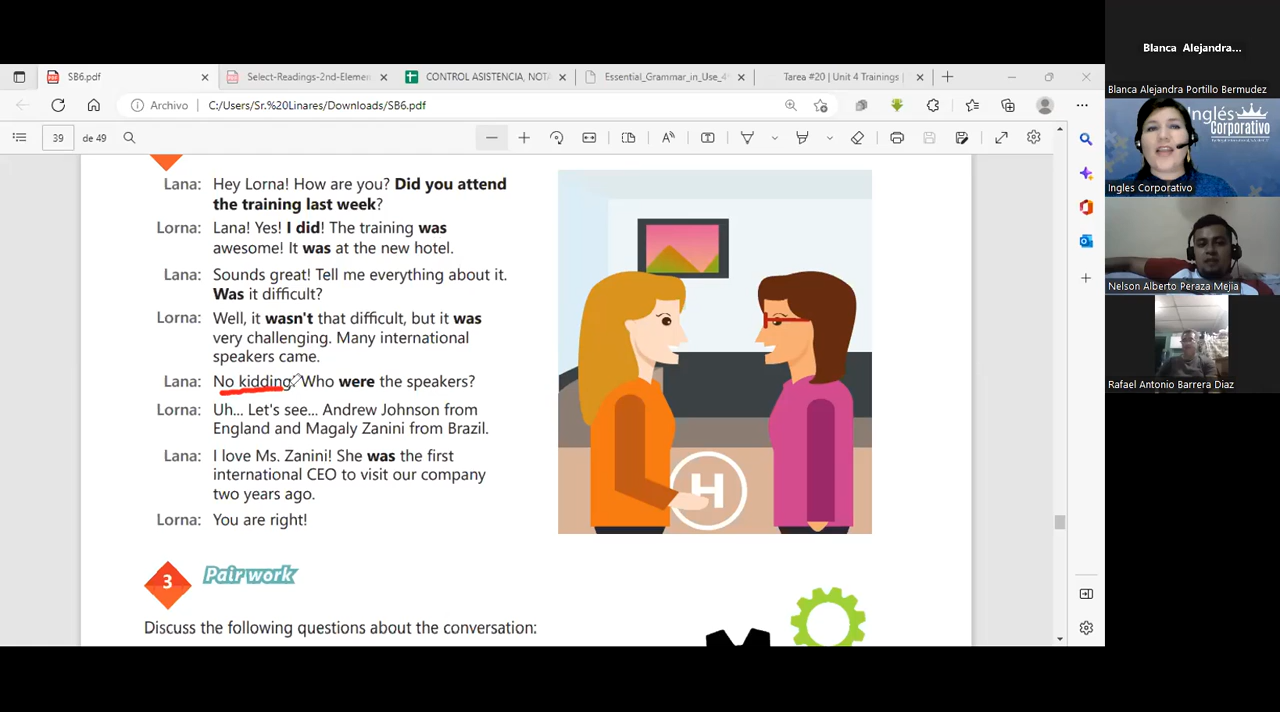 Blanca Alejandra...
Blanca Alejandra Portillo Bermudez
SB6.pdf
Select-Readings-2nd-Elemen
CONTROL ASISTENCIA, NOTA
Essential_Grammar_in_Use_4
Tarea #20 | Unit 4 Trainings |
Archivo
C:/Users/Sr.%20Linares/Downloads/SB6.pdf
39
de 49
Inglés
Corporativo
Ingles Corporativo
Nelson Alberto Peraza Mejia
Rafael Antonio Barrera Diaz
Lana: Hey Lorna! How are you? Did you attend
the training last week?
Lorna: Lana! Yes! I did! The training was
awesome! It was at the new hotel.
Lana: Sounds great! Tell me everything about it.
Was it difficult?
Lorna: Well, it wasn't that difficult, but it was
very challenging. Many international
speakers came.
Lana: No kidding! Who were the speakers?
Lorna: Uh... Let's see... Andrew Johnson from
England and Magaly Zanini from Brazil.
Lana: I love Ms. Zanini! She was the first
international CEO to visit our company
two years ago.
Lorna: You are right!
H
3
Pair work
Discuss the following questions about the conversation: